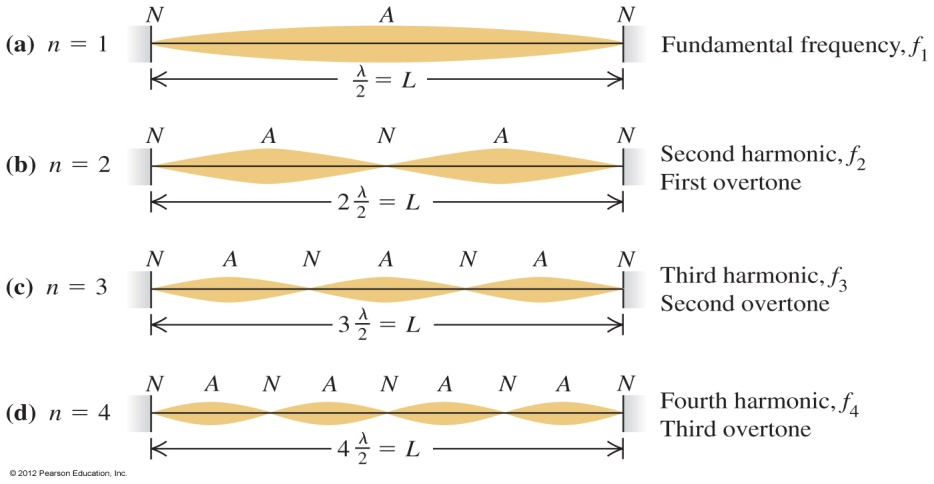 N A N
(a) n = 1
λ/2 = L
Fundamental frequency, f₁
N A N A N
(b) n = 2
2 λ/2 = L
Second harmonic, f₂
First overtone
N A N A N A N
(c) n = 3
3 λ/2 = L
Third harmonic, f₃
Second overtone
N A N A N A N A N
(d) n = 4
4 λ/2 = L
Fourth harmonic, f₄
Third overtone
© 2012 Pearson Education, Inc.